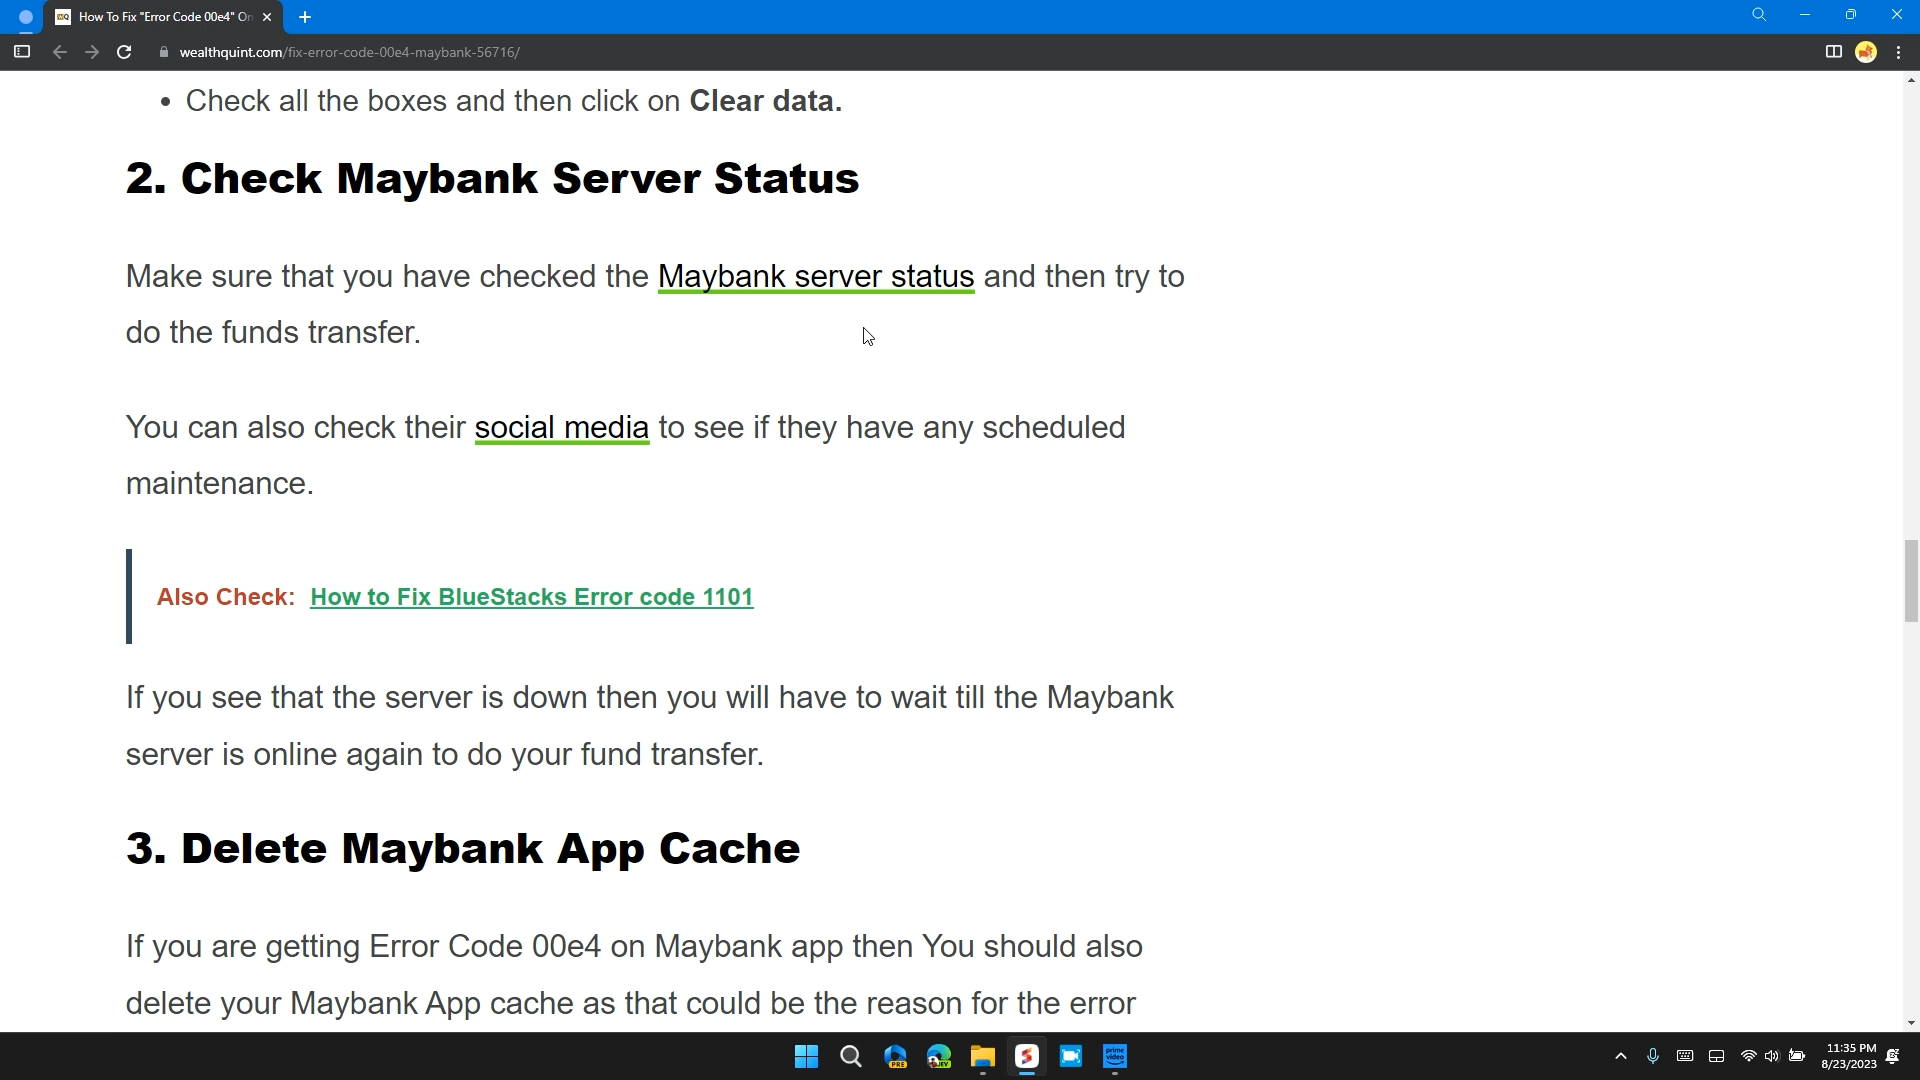 How To Fix "Error Code 00e4" On
wealthquint.com/fix-error-code-00e4-maybank-56716/
• Check all the boxes and then click on Clear data.
2. Check Maybank Server Status
Make sure that you have checked the Maybank server status and then try to
do the funds transfer.
You can also check their social media to see if they have any scheduled
maintenance.
Also Check: How to Fix BlueStacks Error code 1101
If you see that the server is down then you will have to wait till the Maybank
server is online again to do your fund transfer.
3. Delete Maybank App Cache
If you are getting Error Code 00e4 on Maybank app then You should also
delete your Maybank App cache as that could be the reason for the error
PRE
DEV
prime
video
11:35 PM
8/23/2023